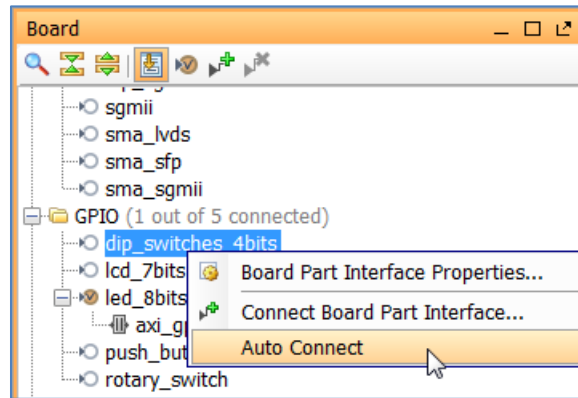 Board
sgmii
sma_lvds
sma_sfp
sma_sgmii
GPIO (1 out of 5 connected)
dip_switches_4bits
lcd_7bits
Board Part Interface Properties...
led_8bits
Connect Board Part Interface...
Auto Connect
rotary_switch